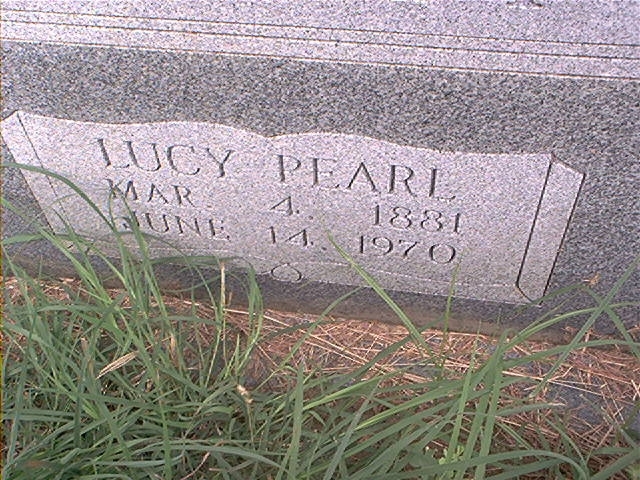 LUCY PEARL
MAR. 4. 1881
JUNE 14. 1970